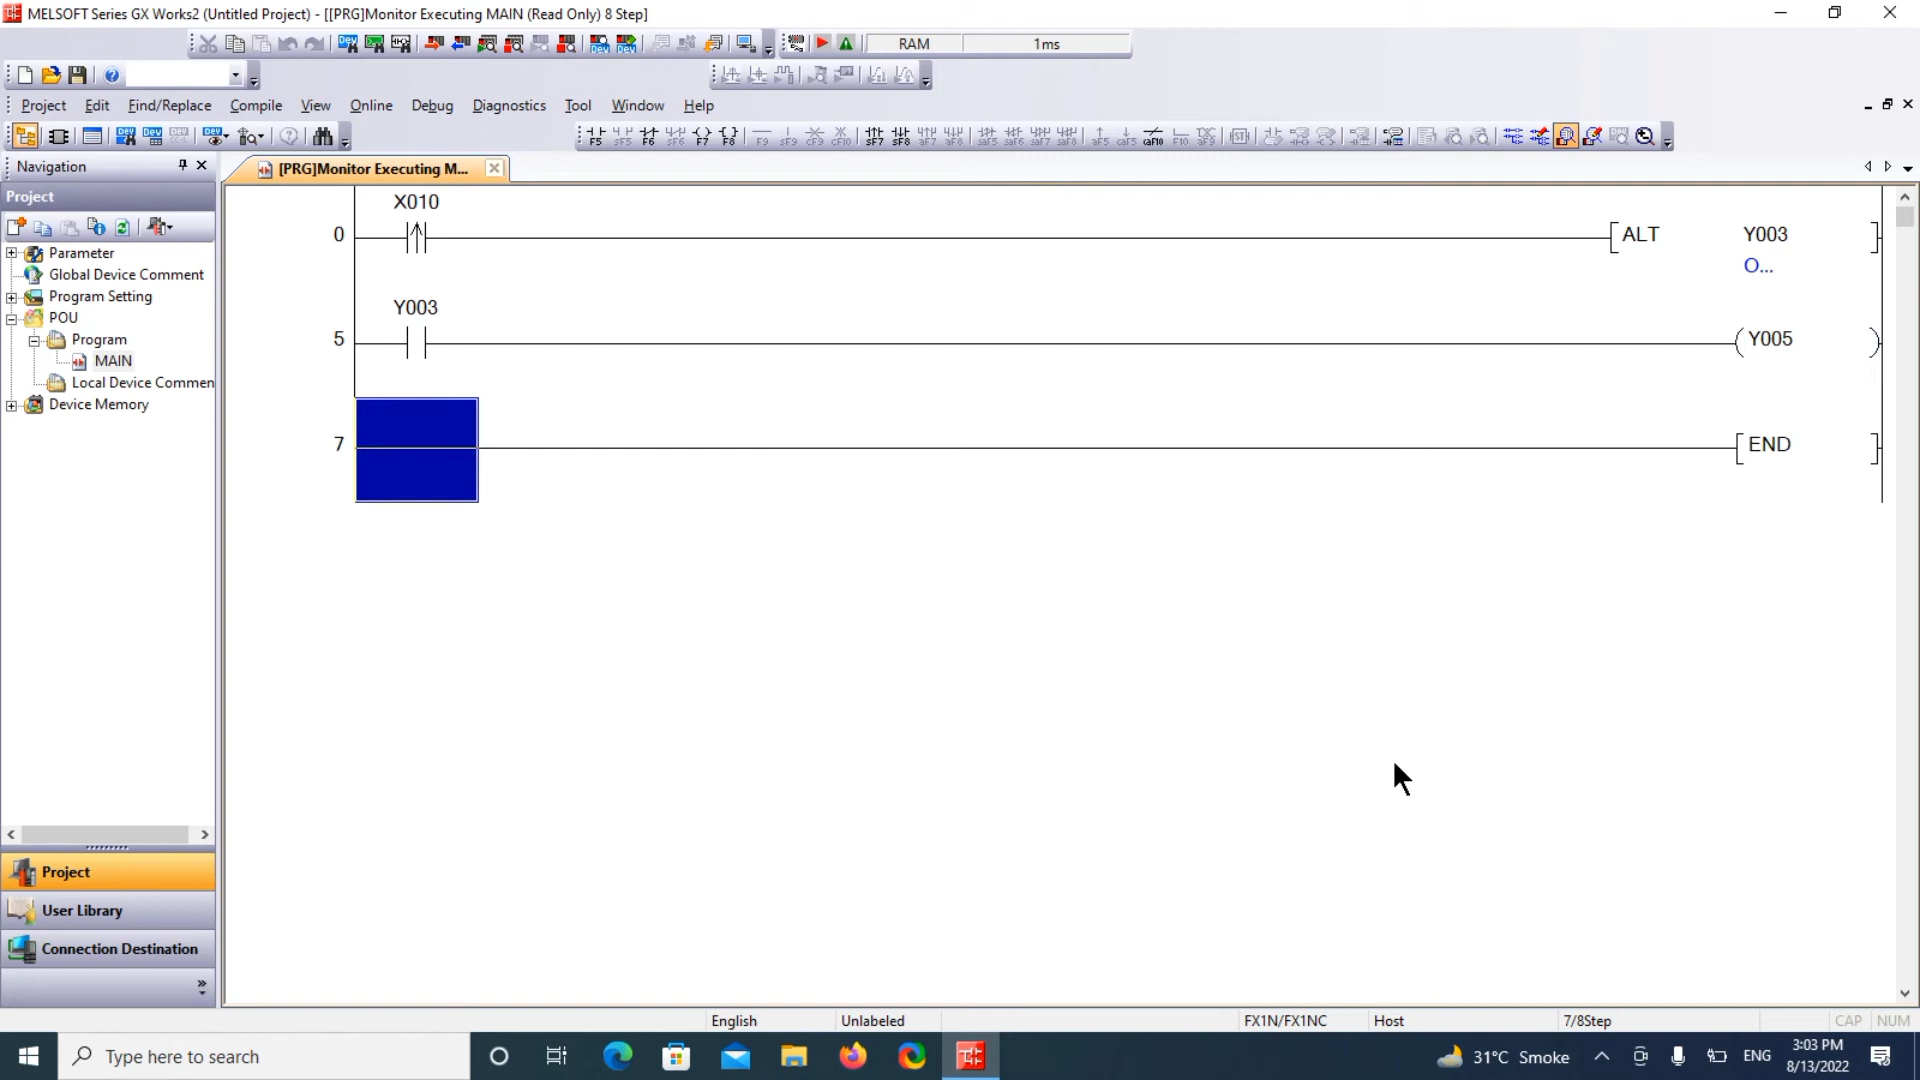 MELSOFT Series GX Works2 (Untitled Project) - [[PRG]Monitor Executing MAIN (Read Only) 8 Step]
RAM 1ms
Project Edit Find/Replace Compile View Online Debug Diagnostics Tool Window Help
Navigation
[PRG]Monitor Executing M...
Project
Parameter
Global Device Comment
Program Setting
POU
Program
MAIN
Local Device Commen
Device Memory
X010
0 ALT Y003
O...
Y003
5 Y005
7 END
Project
User Library
Connection Destination
English Unlabeled FX1N/FX1NC Host 7/8Step CAP NUM
Type here to search
31°C Smoke ENG 3:03 PM
8/13/2022